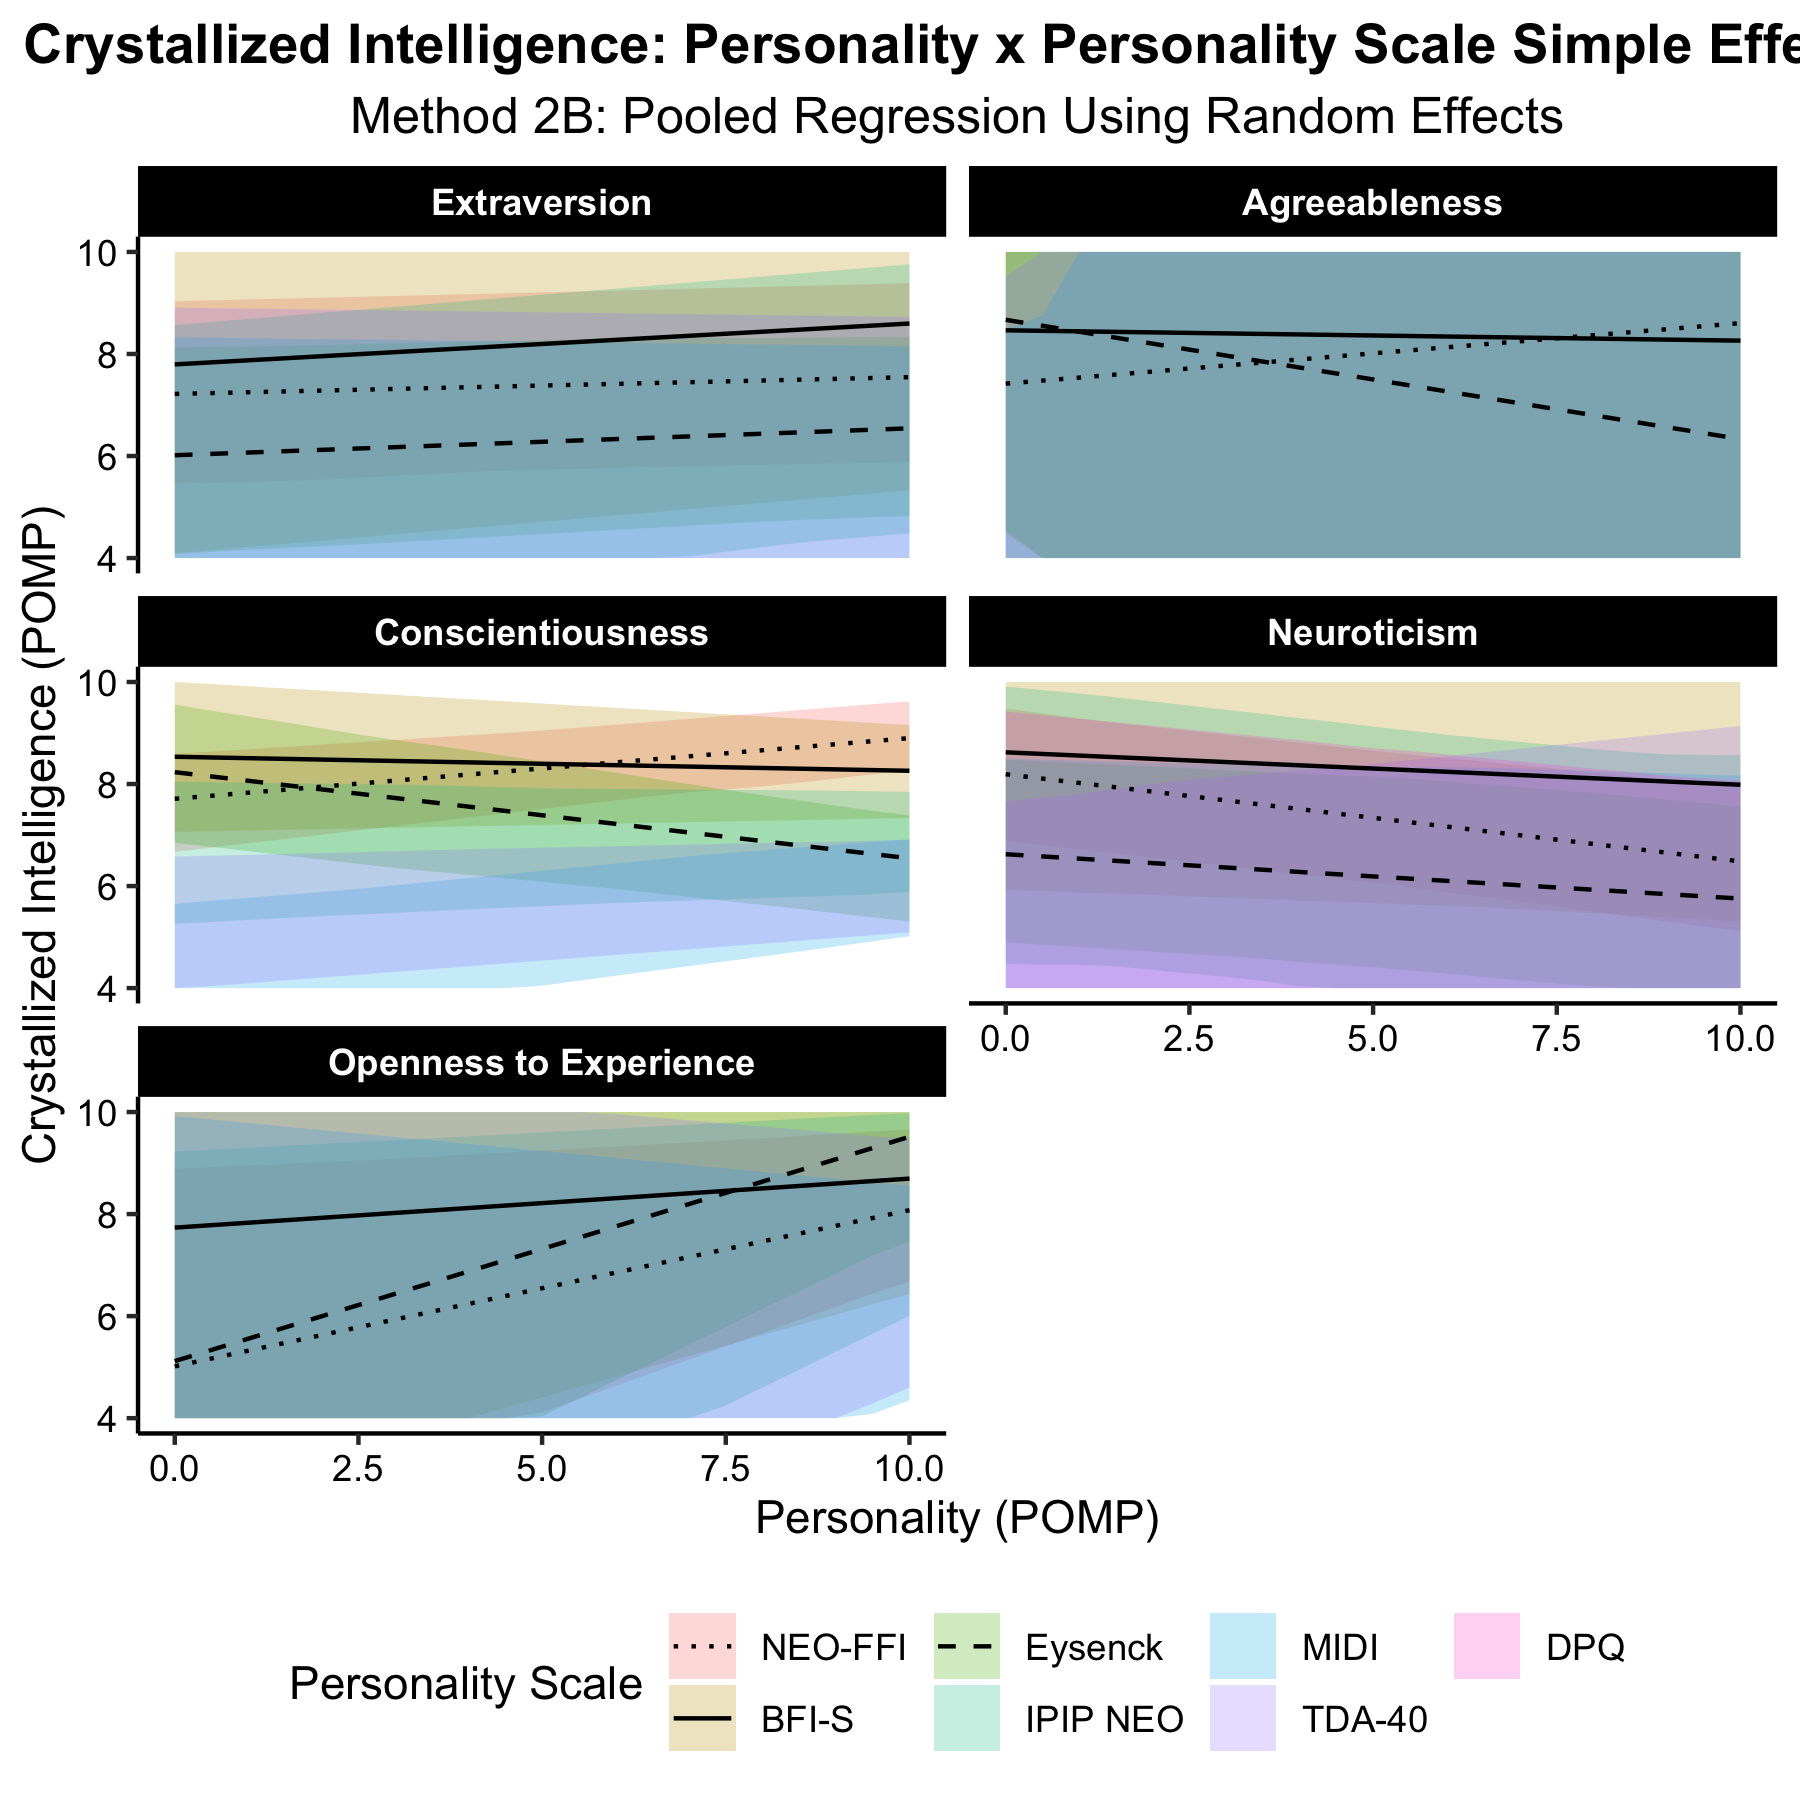 Crystallized Intelligence: Personality x Personality Scale Simple Effe
Method 2B: Pooled Regression Using Random Effects
Extraversion
Agreeableness
10
8
6
4
Conscientiousness
Neuroticism
10
8
6
4
0.0 2.5 5.0 7.5 10.0
Openness to Experience
10
8
6
4
0.0 2.5 5.0 7.5 10.0
Crystallized Intelligence (POMP)
Personality (POMP)
Personality Scale
NEO-FFI Eysenck MIDI DPQ
BFI-S IPIP NEO TDA-40